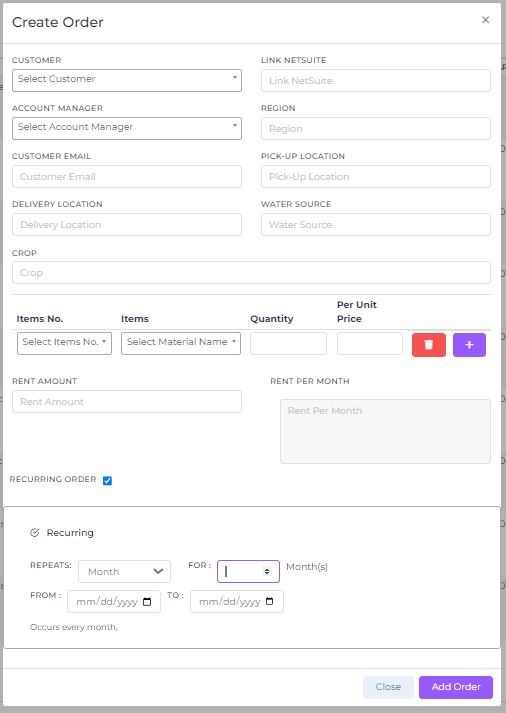 Create Order
×
CUSTOMER
Select Customer
LINK NETSUITE
Link NetSuite
ACCOUNT MANAGER
Select Account Manager
REGION
Region
CUSTOMER EMAIL
Customer Email
PICK-UP LOCATION
Pick-Up Location
DELIVERY LOCATION
Delivery Location
WATER SOURCE
Water Source
CROP
Crop
Items No. Items Quantity Per Unit Price
Select Items No. Select Material Name
+
RENT AMOUNT
Rent Amount
RENT PER MONTH
Rent Per Month
RECURRING ORDER
Recurring
REPEATS: Month FOR : Month(s)
FROM : mm/dd/yyyy TO : mm/dd/yyyy
Occurs every month,
Close Add Order